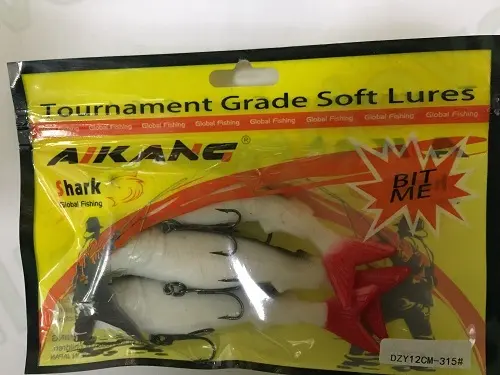 Tournament Grade Soft Lures
Global Fishing Global Fishing Global Fishing Global Fishing Global Fishing Global Fishing
AIKANG®
Shark
Global Fishing
BIT
ME
DZY12CM-315#